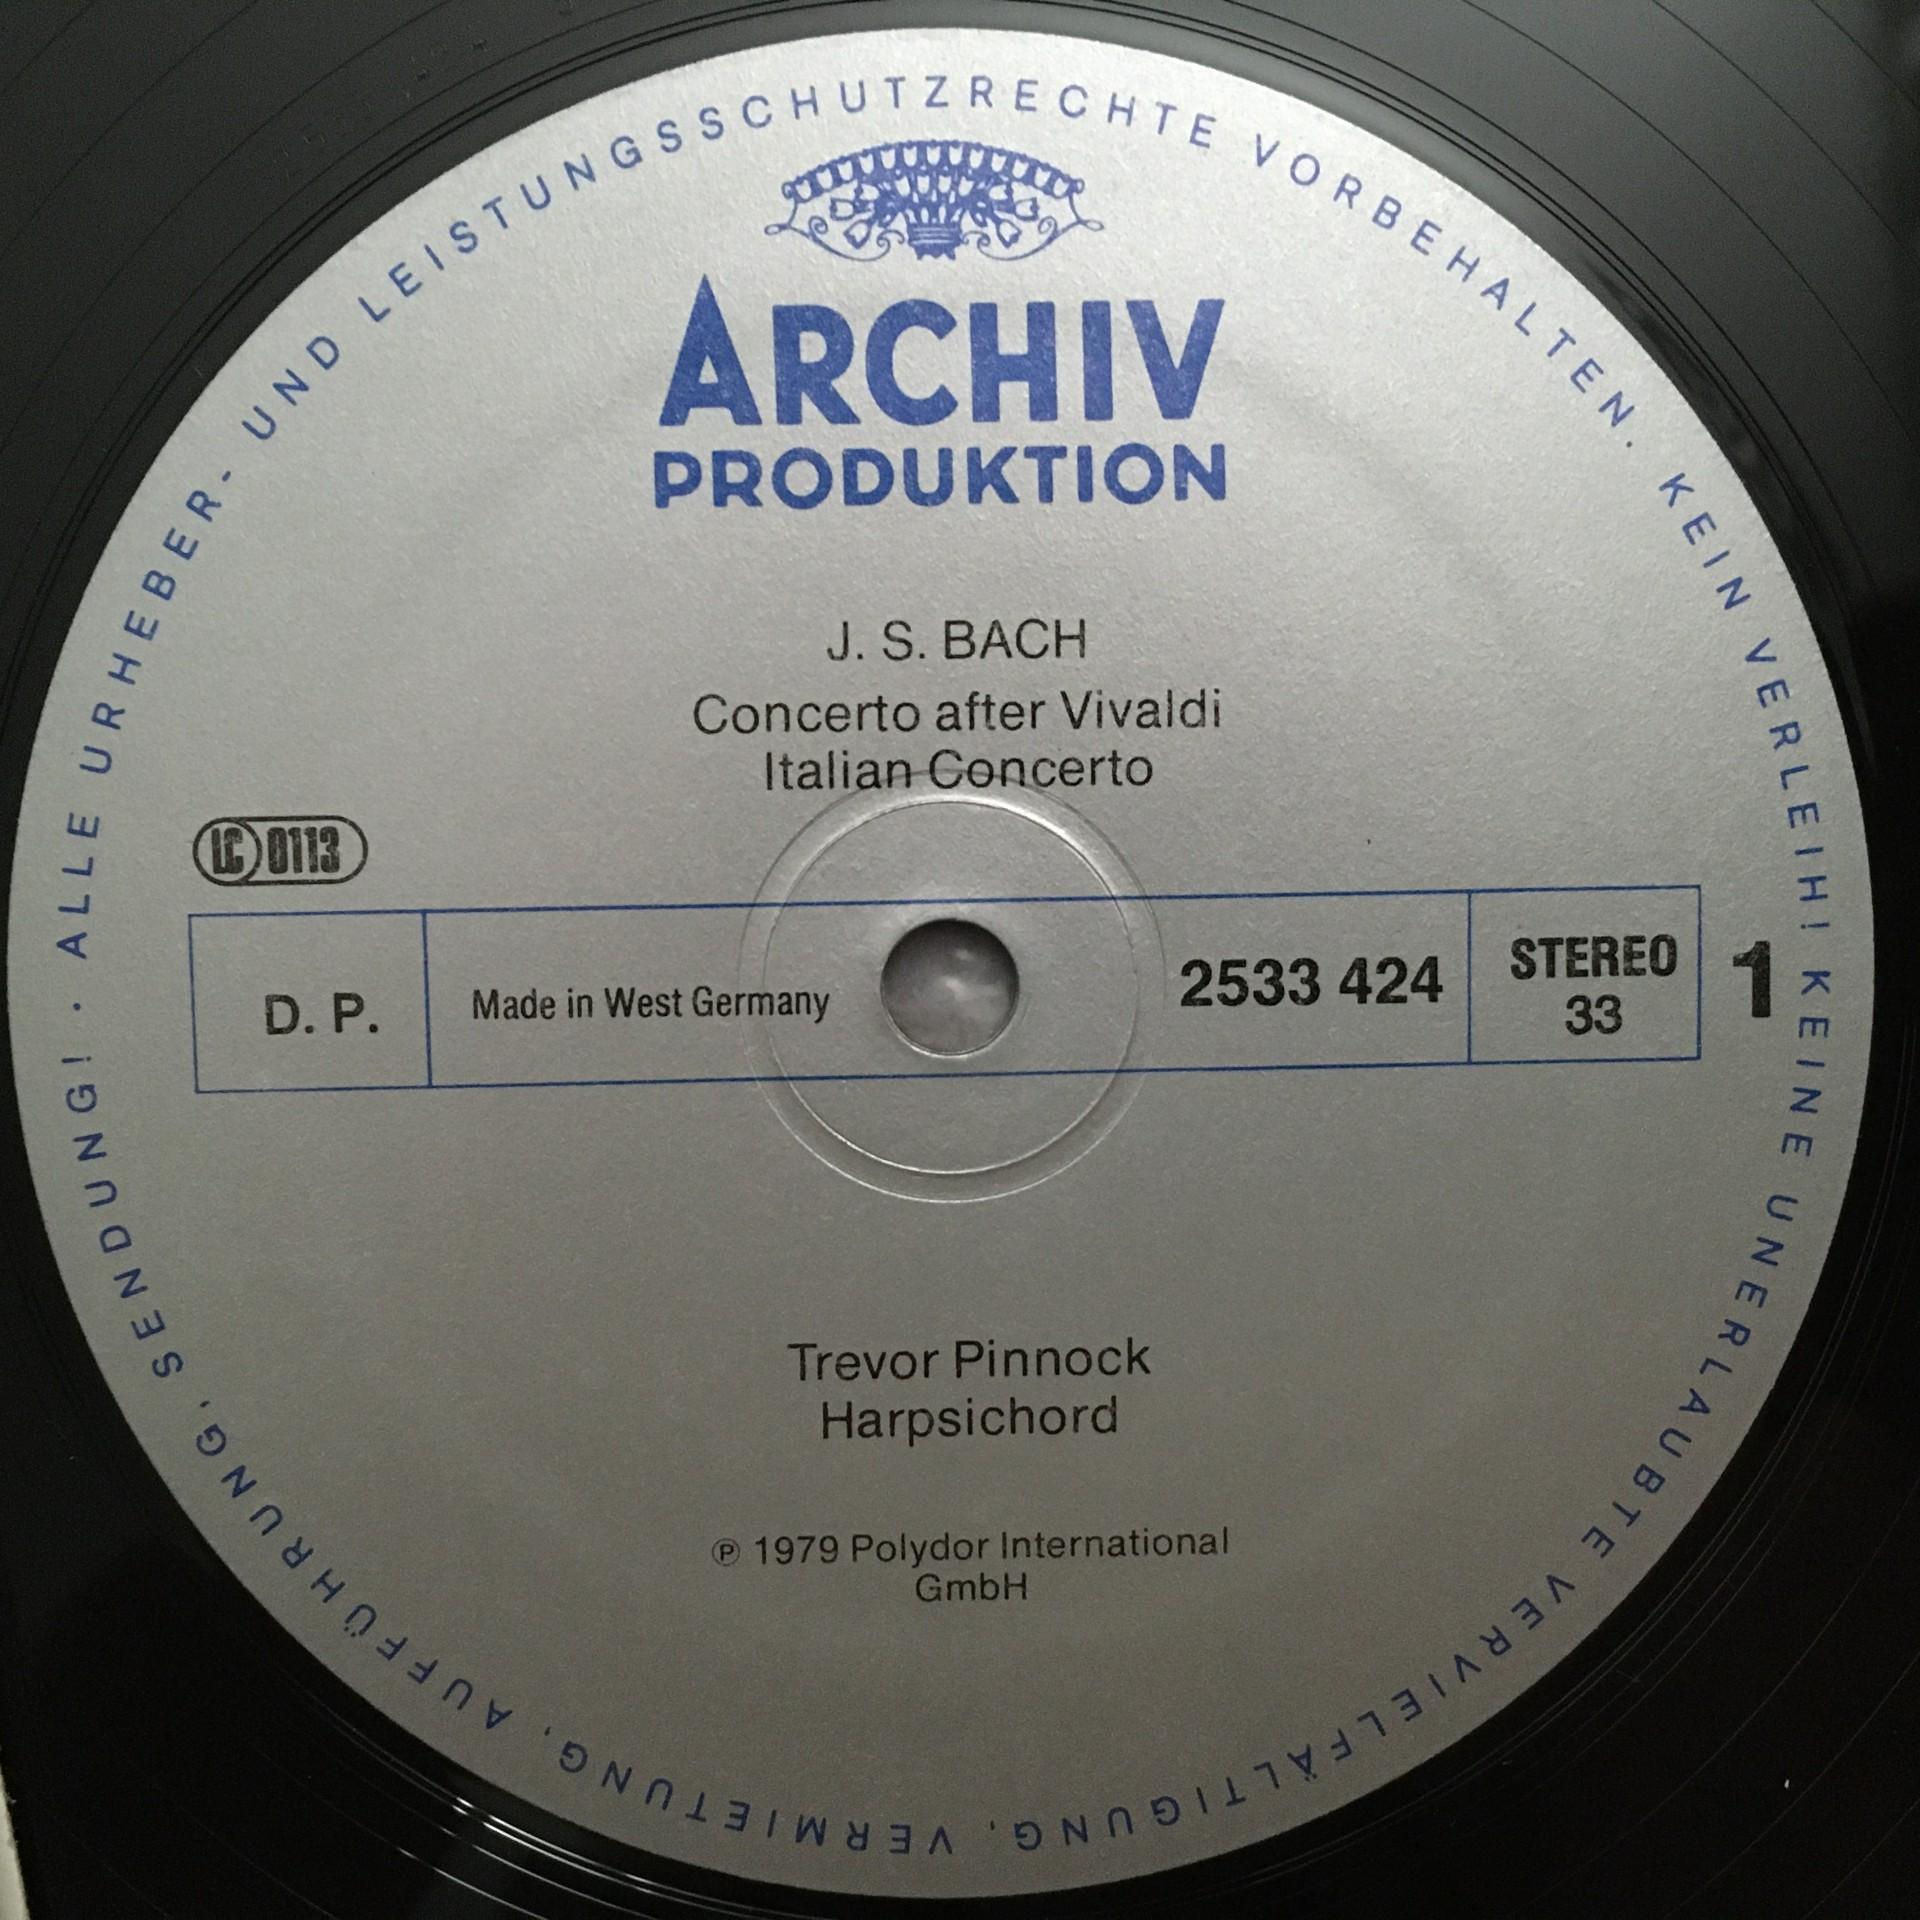 ALLE URHEBER- UND LEISTUNGSSCHUTZRECHTE VORBEHALTEN. KEIN VERLEIH! KEINE UNERLAUBTE VERVIELFÄLTIGUNG, VERMIETUNG, AUFFÜHRUNG, SENDUNG! ·
ARCHIV
PRODUKTION
J. S. BACH
Concerto after Vivaldi
Italian Concerto
LC 0113
D. P.
Made in West Germany
2533 424
STEREO
33
1
Trevor Pinnock
Harpsichord
℗ 1979 Polydor International
GmbH